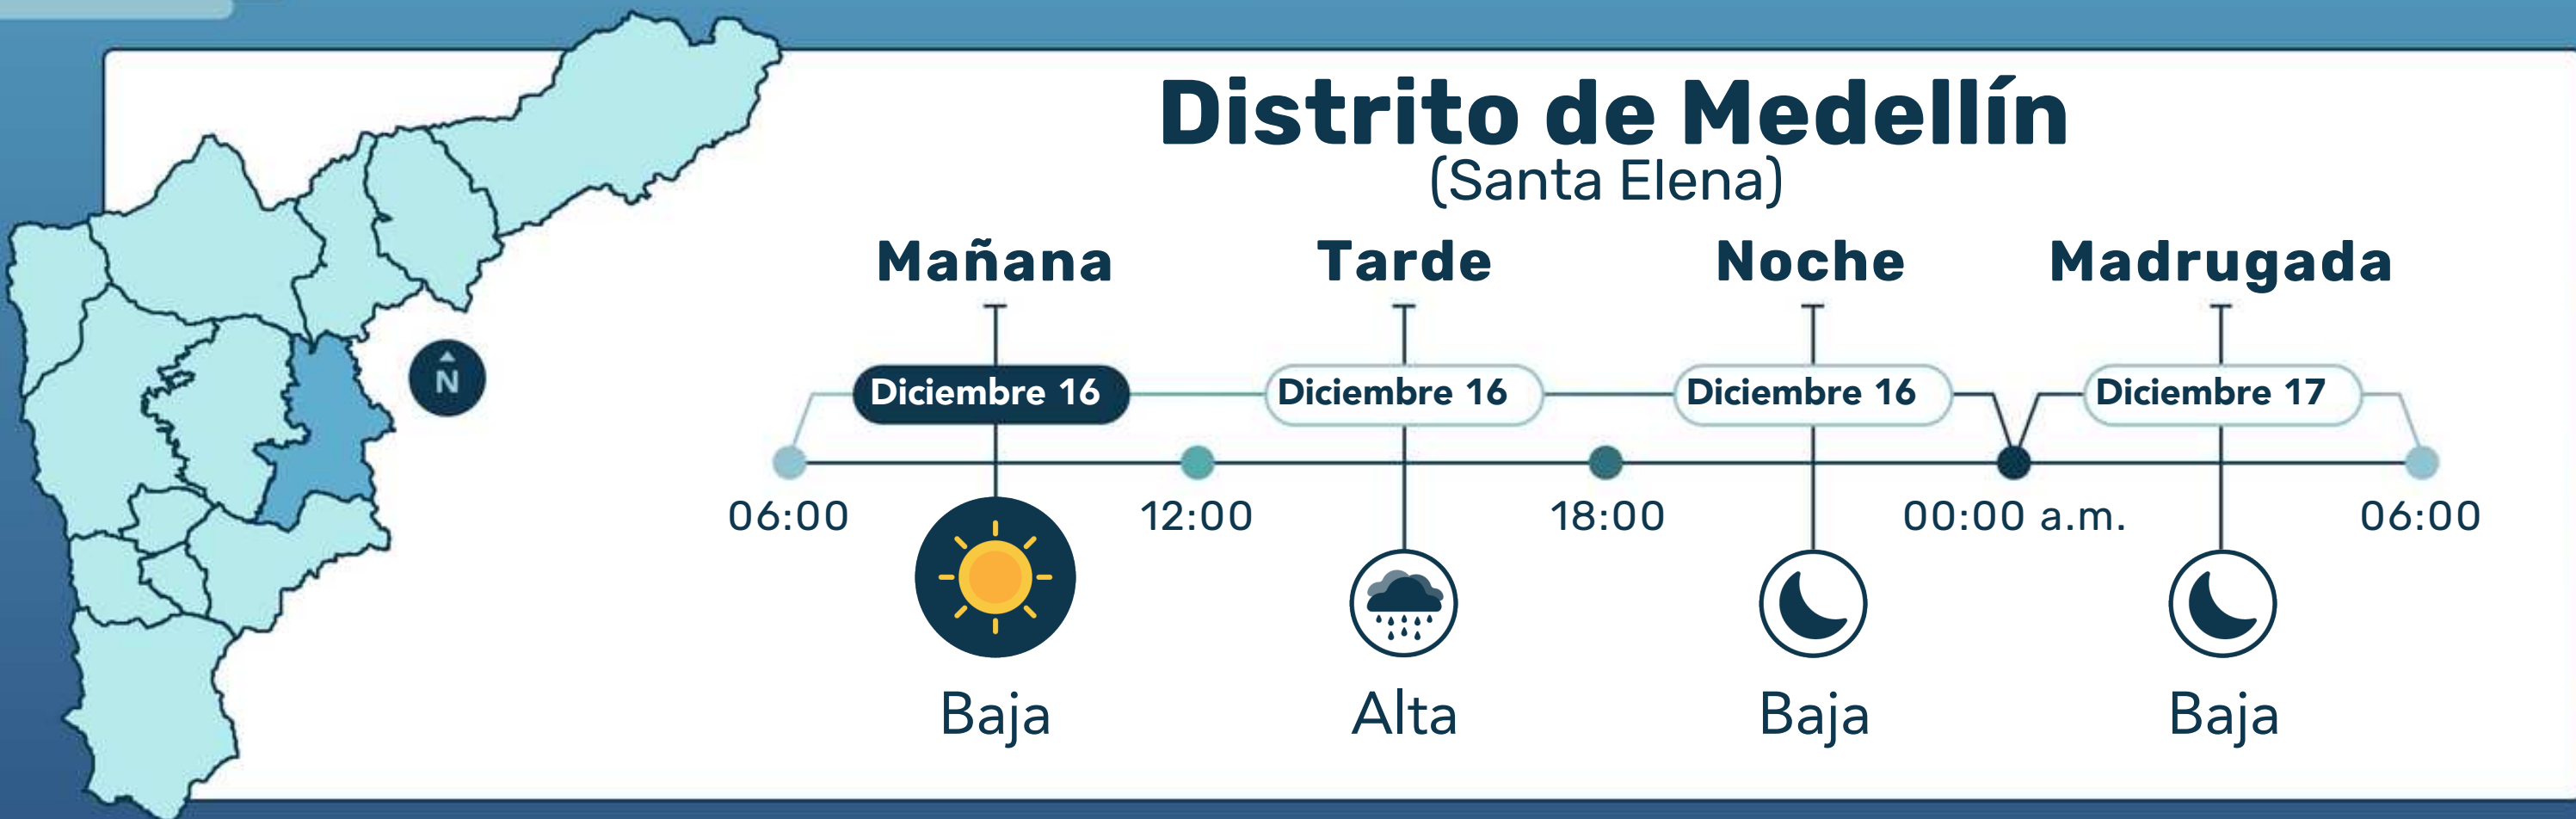 Distrito de Medellín
(Santa Elena)
Mañana Tarde Noche Madrugada
N
Diciembre 16 Diciembre 16 Diciembre 16 Diciembre 17
06:00 12:00 18:00 00:00 a.m. 06:00
Baja Alta Baja Baja